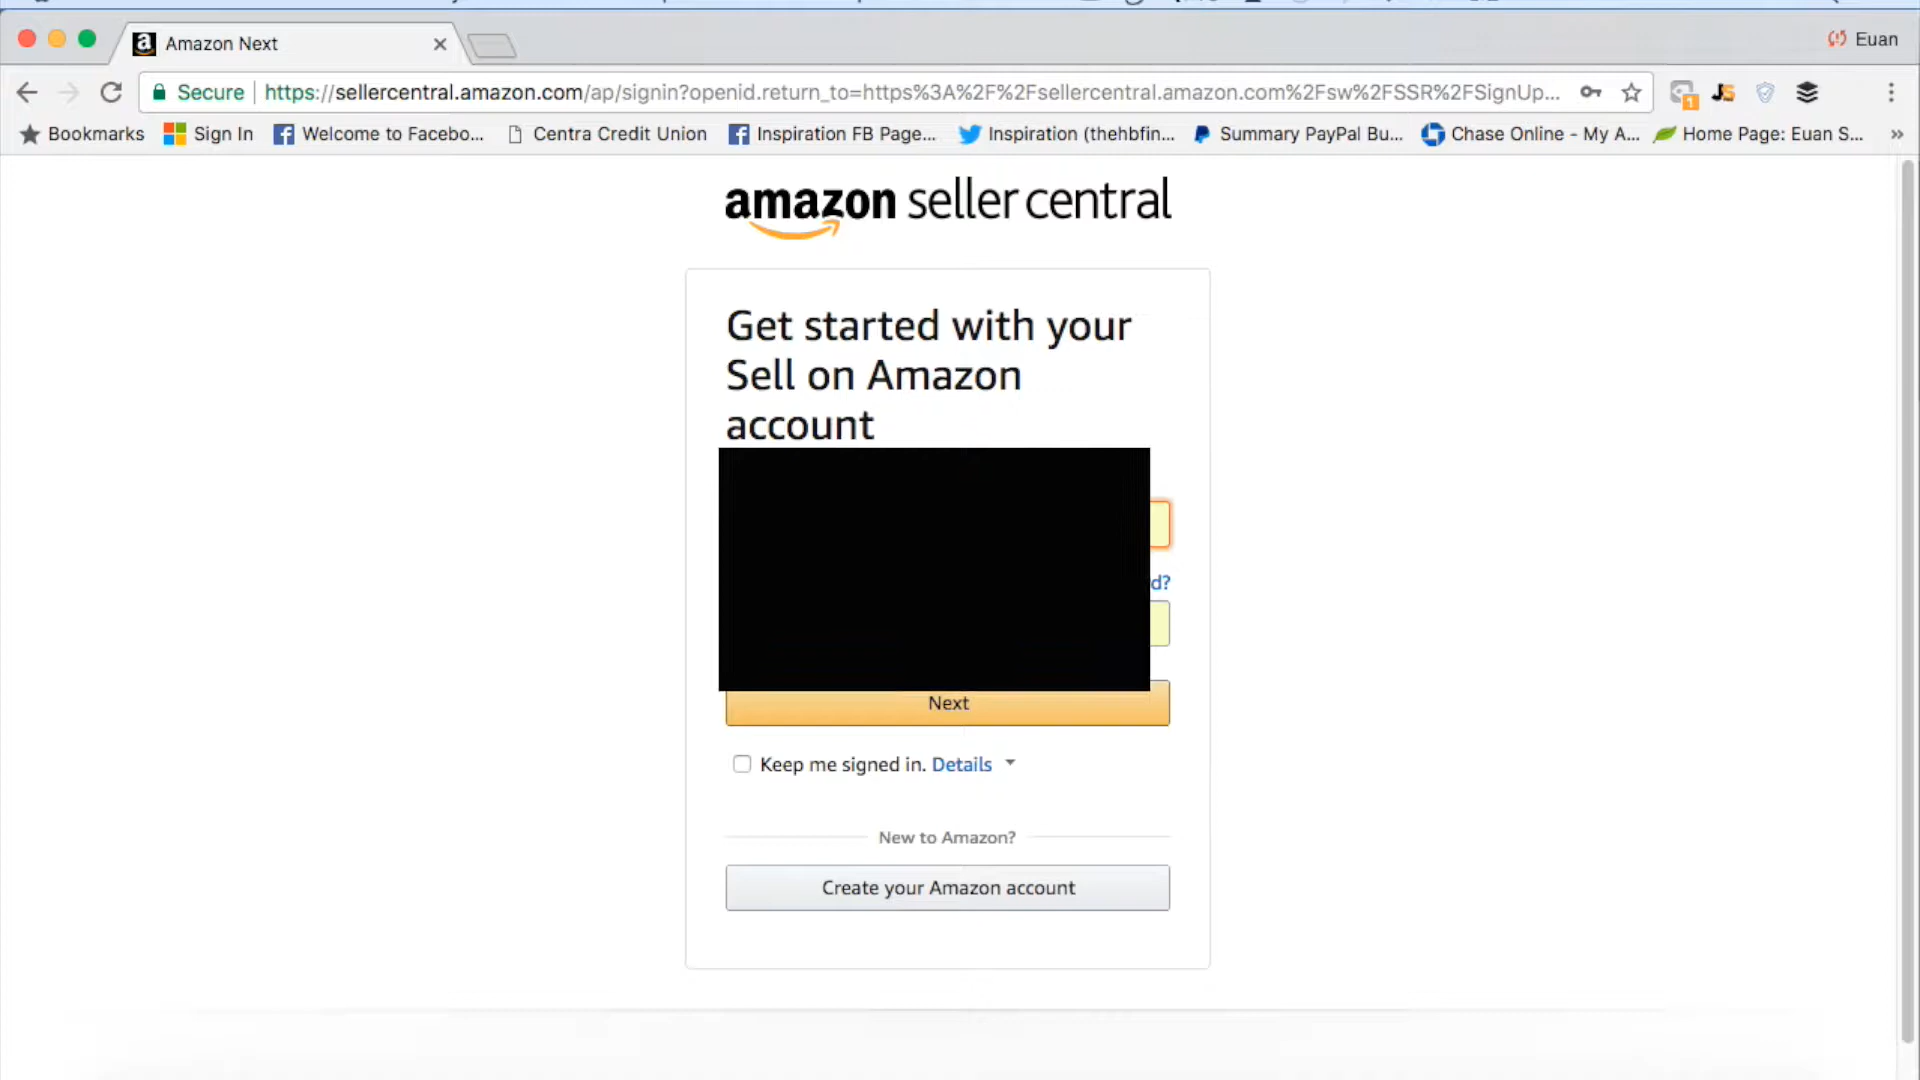 Amazon Next
Euan
Secure https://sellercentral.amazon.com/ap/signin?openid.return_to=https%3A%2F%2Fsellercentral.amazon.com%2Fsw%2FSSR%2FSignUp...
1 JS
Bookmarks Sign In Welcome to Facebo... Centra Credit Union Inspiration FB Page... Inspiration (thehbfin... Summary PayPal Bu... Chase Online - My A... Home Page: Euan S... »
amazon seller central
Get started with your
Sell on Amazon
account
d?
Next
Keep me signed in. Details
New to Amazon?
Create your Amazon account